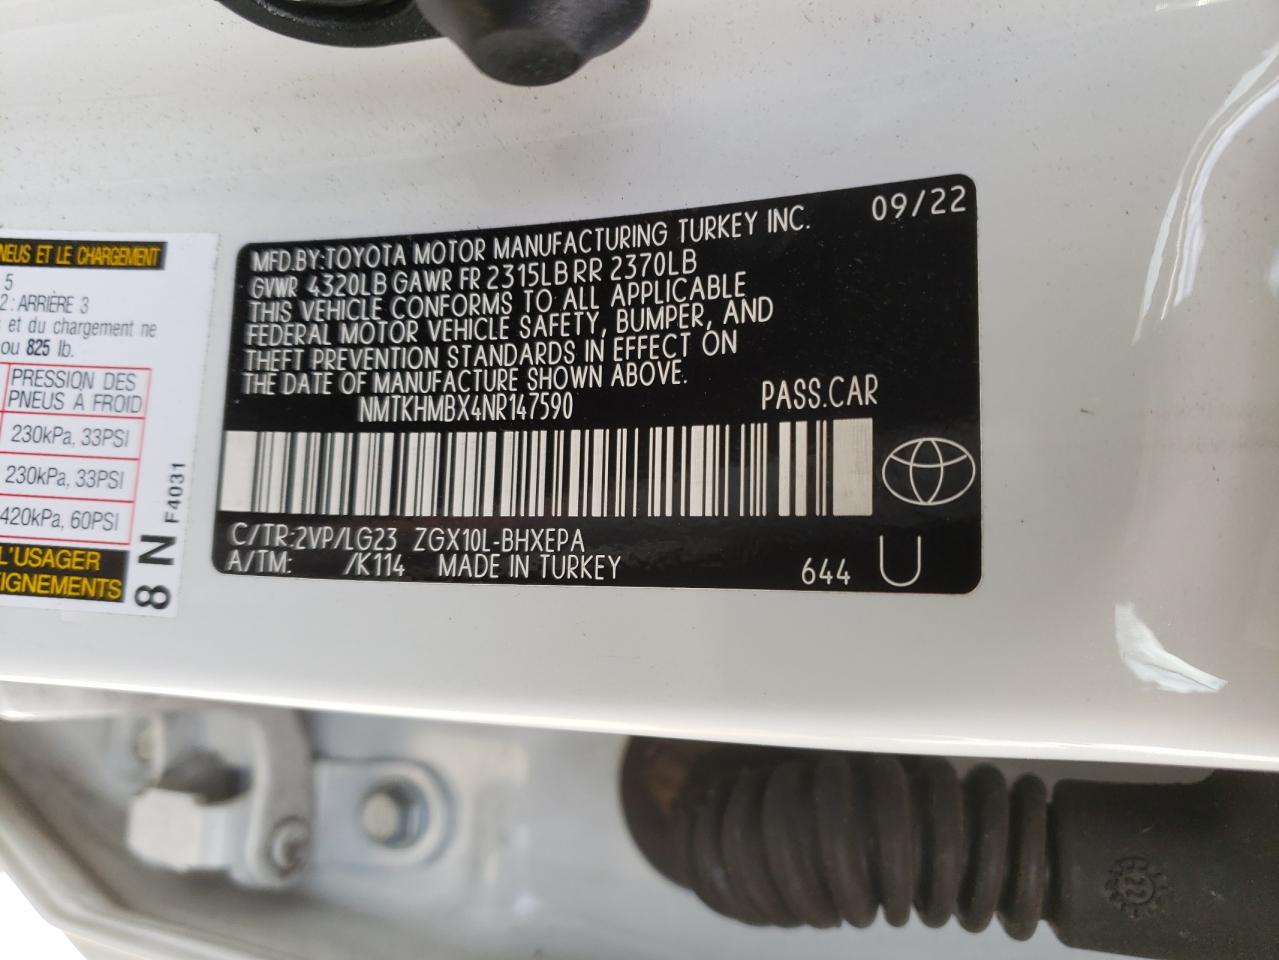 NEUS ET LE CHARGEMENT
5
2: ARRIÈRE 3
et du chargement ne
ou 825 lb.
PRESSION DES
PNEUS À FROID
230kPa, 33PSI
230kPa, 33PSI
420kPa, 60PSI
L'USAGER
EIGNEMENTS
8 N F4031
09/22
MFD.BY:TOYOTA MOTOR MANUFACTURING TURKEY INC.
GVWR 4320LB GAWR FR 2315LB RR 2370LB
THIS VEHICLE CONFORMS TO ALL APPLICABLE
FEDERAL MOTOR VEHICLE SAFETY, BUMPER, AND
THEFT PREVENTION STANDARDS IN EFFECT ON
THE DATE OF MANUFACTURE SHOWN ABOVE.
NMTKHMBX4NR147590 PASS.CAR
C/TR:2VP/LG23 ZGX10L-BHXEPA
A/TM: /K114 MADE IN TURKEY 644 U